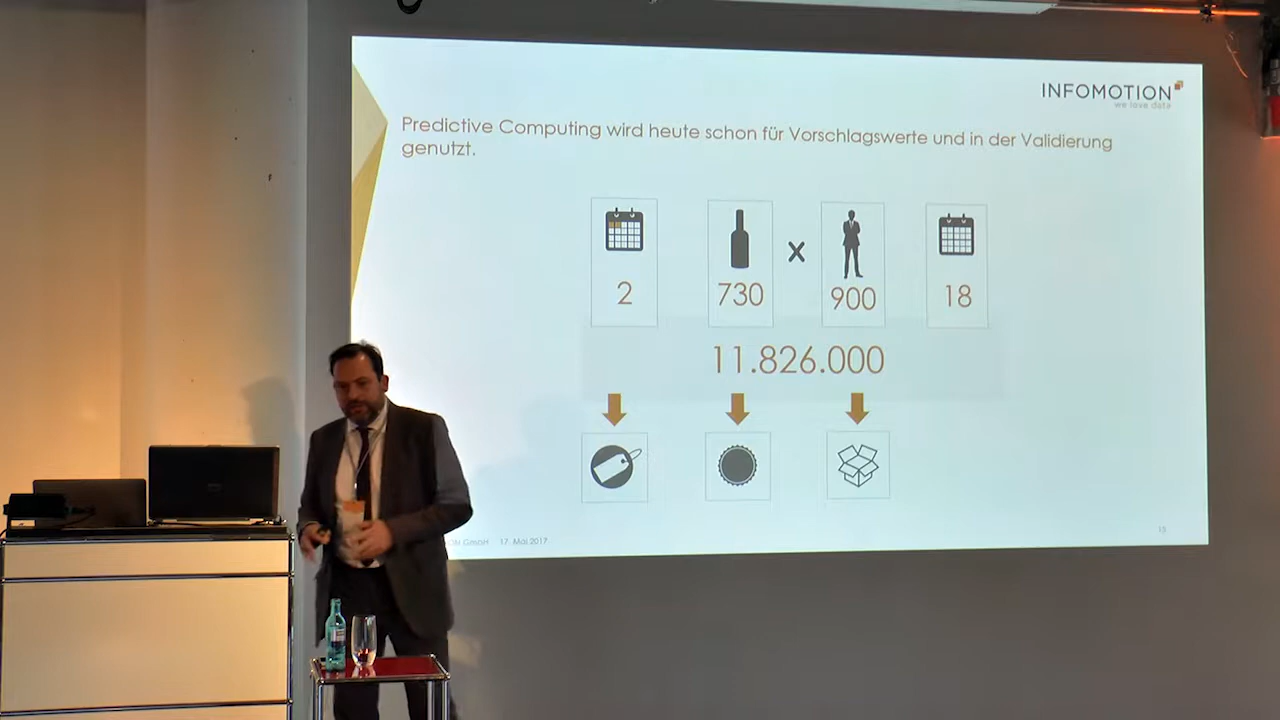 INFOMOTION
we love data
Predictive Computing wird heute schon für Vorschlagswerte und in der Validierung
genutzt.
2
730
x
900
18
11.826.000
GmbH 17. Mai 2017